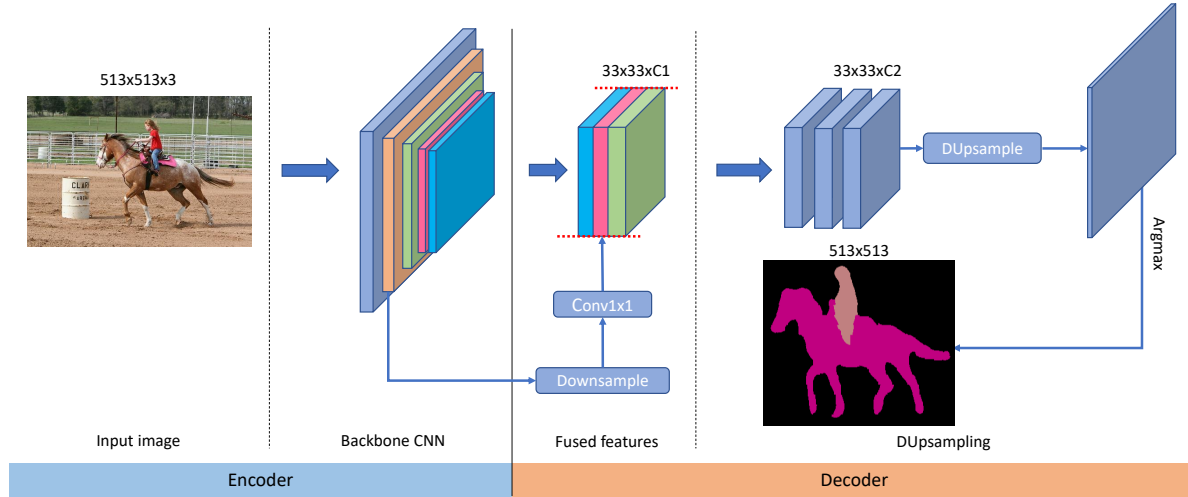 513x513x3
33x33xC1
33x33xC2
DUpsample
Argmax
513x513
Conv1x1
Downsample
Input image
Backbone CNN
Fused features
DUpsampling
Encoder
Decoder